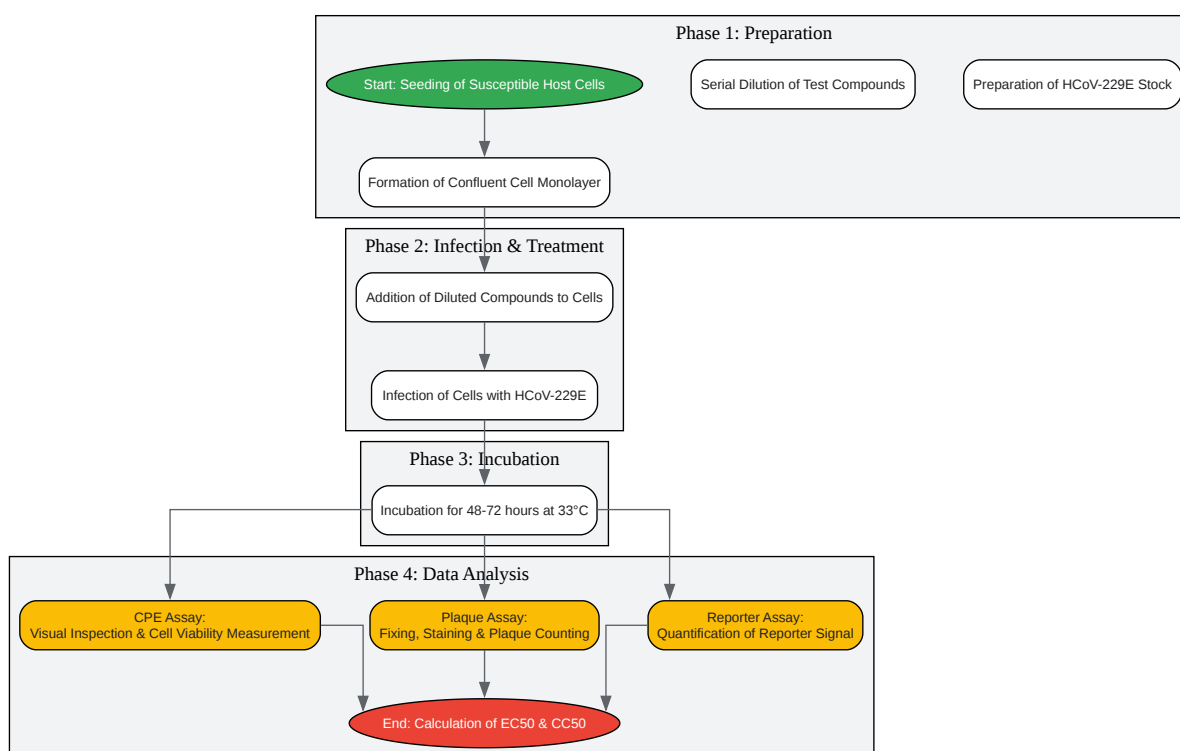 Phase 1: Preparation
Start: Seeding of Susceptible Host Cells
Serial Dilution of Test Compounds
Preparation of HCoV-229E Stock
Formation of Confluent Cell Monolayer
Phase 2: Infection & Treatment
Addition of Diluted Compounds to Cells
Infection of Cells with HCoV-229E
Phase 3: Incubation
Incubation for 48-72 hours at 33°C
Phase 4: Data Analysis
CPE Assay:
Visual Inspection & Cell Viability Measurement
Plaque Assay:
Fixing, Staining & Plaque Counting
Reporter Assay:
Quantification of Reporter Signal
End: Calculation of EC50 & CC50